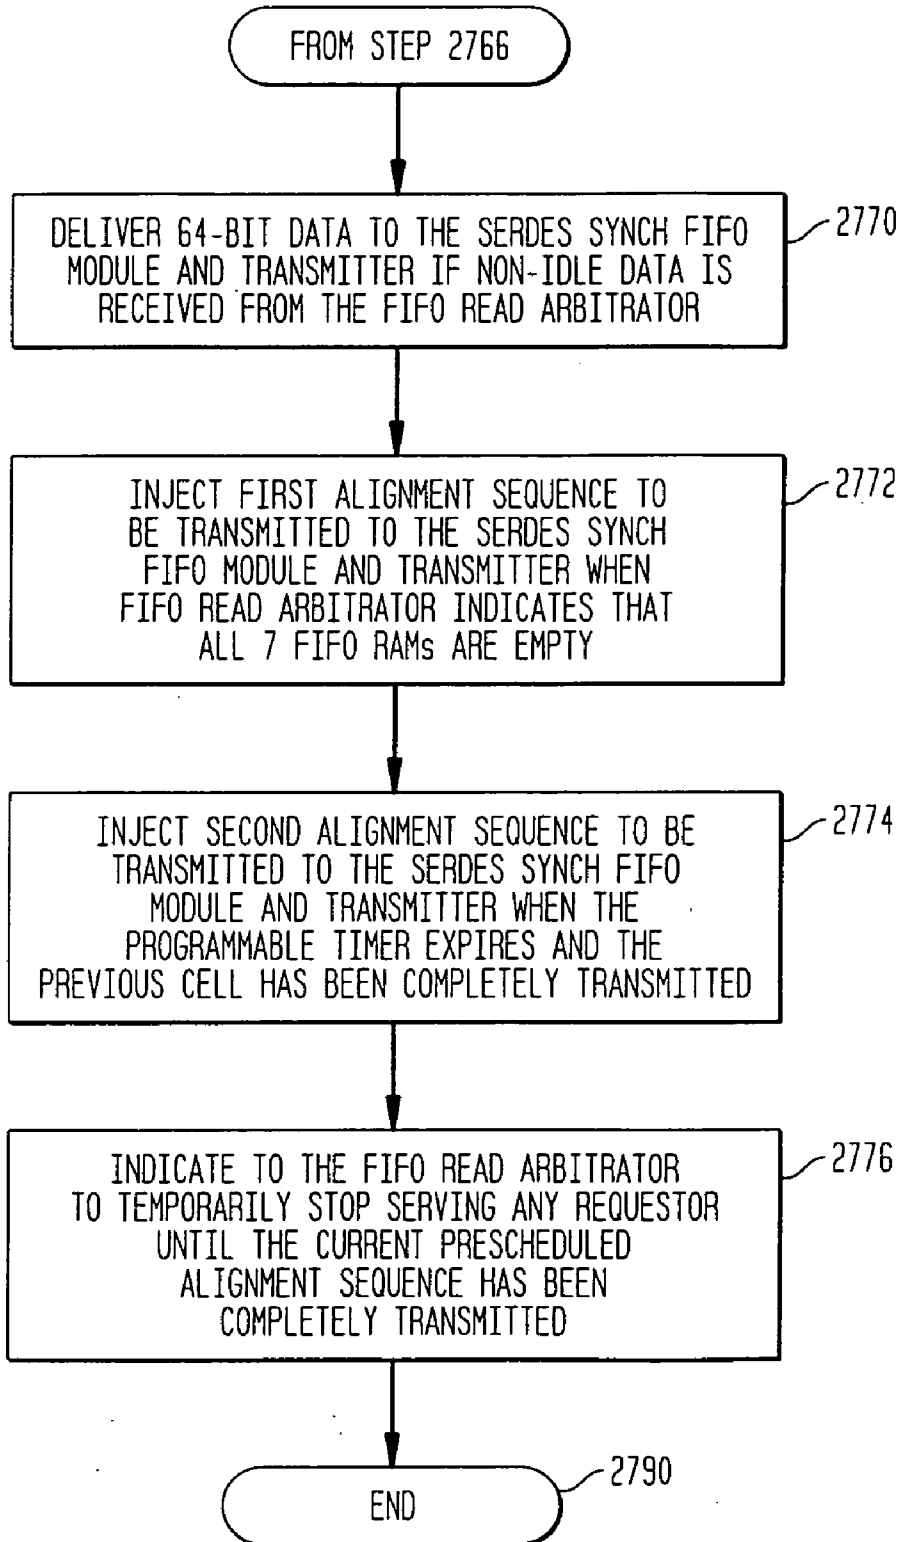 FROM STEP 2766
DELIVER 64-BIT DATA TO THE SERDES SYNCH FIFO
MODULE AND TRANSMITTER IF NON-IDLE DATA IS
RECEIVED FROM THE FIFO READ ARBITRATOR
2770
INJECT FIRST ALIGNMENT SEQUENCE TO
BE TRANSMITTED TO THE SERDES SYNCH
FIFO MODULE AND TRANSMITTER WHEN
FIFO READ ARBITRATOR INDICATES THAT
ALL 7 FIFO RAMs ARE EMPTY
2772
INJECT SECOND ALIGNMENT SEQUENCE TO BE
TRANSMITTED TO THE SERDES SYNCH FIFO
MODULE AND TRANSMITTER WHEN THE
PROGRAMMABLE TIMER EXPIRES AND THE
PREVIOUS CELL HAS BEEN COMPLETELY TRANSMITTED
2774
INDICATE TO THE FIFO READ ARBITRATOR
TO TEMPORARILY STOP SERVING ANY REQUESTOR
UNTIL THE CURRENT PRESCHEDULED
ALIGNMENT SEQUENCE HAS BEEN
COMPLETELY TRANSMITTED
2776
END
2790